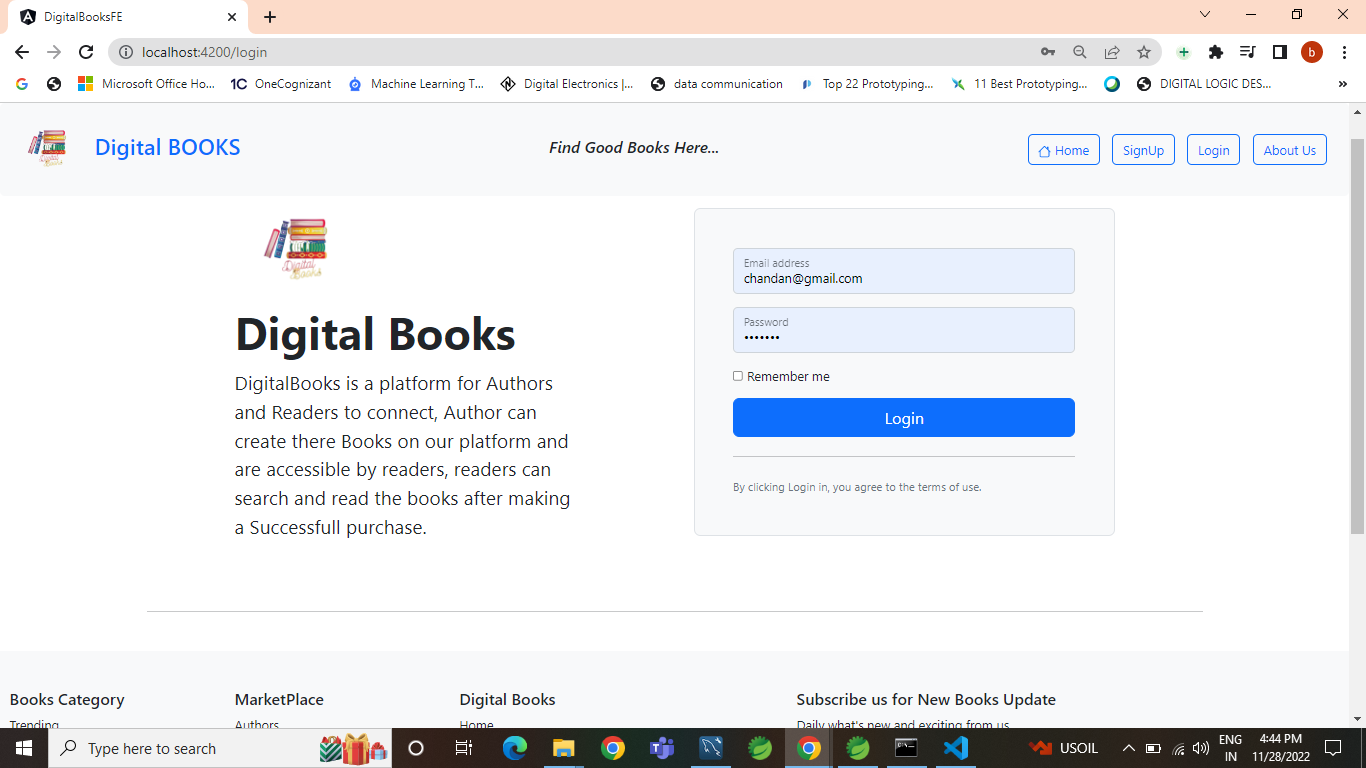 DigitalBooksFE
localhost:4200/login
b
G
Microsoft Office Ho...
1C OneCognizant
Machine Learning T...
Digital Electronics |...
data communication
Top 22 Prototyping...
11 Best Prototyping...
DIGITAL LOGIC DES...
»
Digital Books
Digital BOOKS
Find Good Books Here...
Home
SignUp
Login
About Us
Digital Books
Digital Books
DigitalBooks is a platform for Authors
and Readers to connect, Author can
create there Books on our platform and
are accessible by readers, readers can
search and read the books after making
a Successfull purchase.
Email address
chandan@gmail.com
Password
•••••••
Remember me
Login
By clicking Login in, you agree to the terms of use.
Books Category
Trending
MarketPlace
Authors
Digital Books
Home
Subscribe us for New Books Update
Daily what's new and exciting from us
Type here to search
USOIL
ENG
IN
4:44 PM
11/28/2022